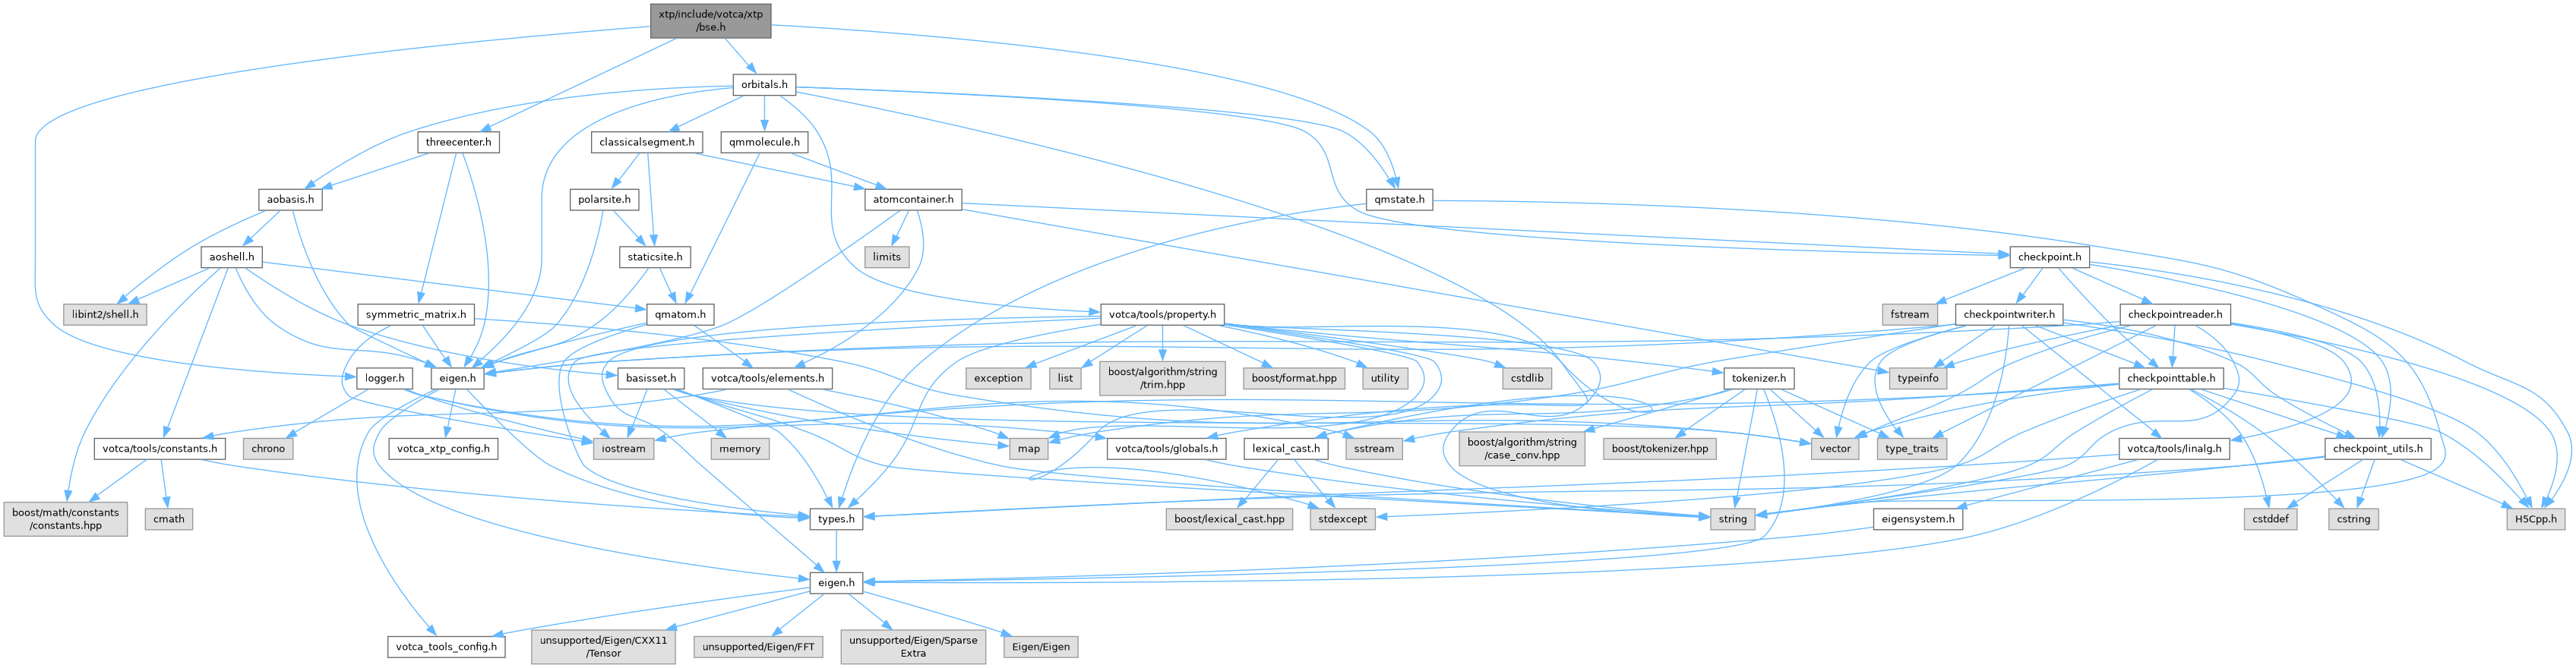 xtp/include/votca/xtp
/bse.h
orbitals.h
threecenter.h
classicalsegment.h
qmmolecule.h
aobasis.h
polarsite.h
atomcontainer.h
qmstate.h
aoshell.h
staticsite.h
limits
checkpoint.h
libint2/shell.h
symmetric_matrix.h
qmatom.h
votca/tools/property.h
fstream
checkpointwriter.h
checkpointreader.h
logger.h
eigen.h
basisset.h
votca/tools/elements.h
exception
list
boost/algorithm/string
/trim.hpp
boost/format.hpp
utility
cstdlib
tokenizer.h
typeinfo
checkpointtable.h
votca/tools/constants.h
chrono
votca_xtp_config.h
iostream
memory
map
votca/tools/globals.h
lexical_cast.h
sstream
boost/algorithm/string
/case_conv.hpp
boost/tokenizer.hpp
vector
type_traits
votca/tools/linalg.h
checkpoint_utils.h
boost/math/constants
/constants.hpp
cmath
types.h
boost/lexical_cast.hpp
stdexcept
string
eigensystem.h
cstddef
cstring
H5Cpp.h
eigen.h
votca_tools_config.h
unsupported/Eigen/CXX11
/Tensor
unsupported/Eigen/FFT
unsupported/Eigen/Sparse
Extra
Eigen/Eigen